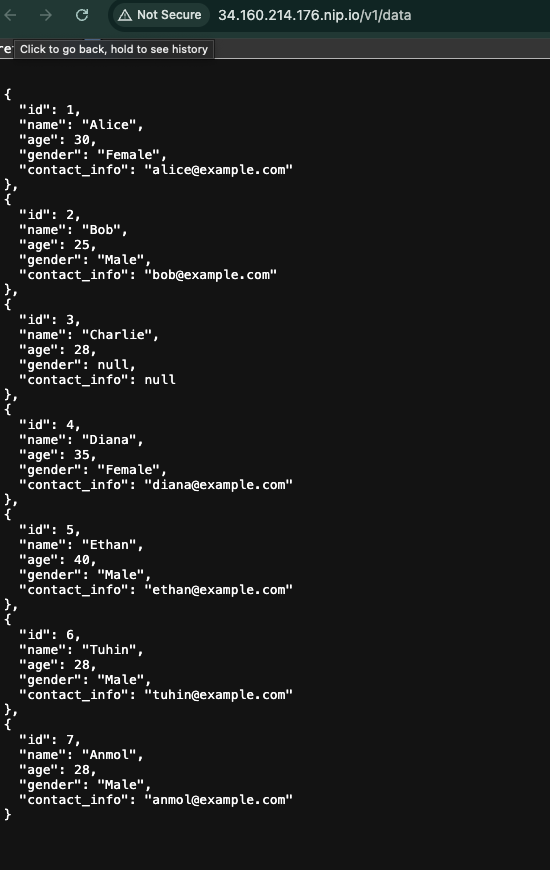 Not Secure 34.160.214.176.nip.io/v1/data
re Click to go back, hold to see history
{
"id": 1,
"name": "Alice",
"age": 30,
"gender": "Female",
"contact_info": "alice@example.com"
},
{
"id": 2,
"name": "Bob",
"age": 25,
"gender": "Male",
"contact_info": "bob@example.com"
},
{
"id": 3,
"name": "Charlie",
"age": 28,
"gender": null,
"contact_info": null
},
{
"id": 4,
"name": "Diana",
"age": 35,
"gender": "Female",
"contact_info": "diana@example.com"
},
{
"id": 5,
"name": "Ethan",
"age": 40,
"gender": "Male",
"contact_info": "ethan@example.com"
},
{
"id": 6,
"name": "Tuhin",
"age": 28,
"gender": "Male",
"contact_info": "tuhin@example.com"
},
{
"id": 7,
"name": "Anmol",
"age": 28,
"gender": "Male",
"contact_info": "anmol@example.com"
}